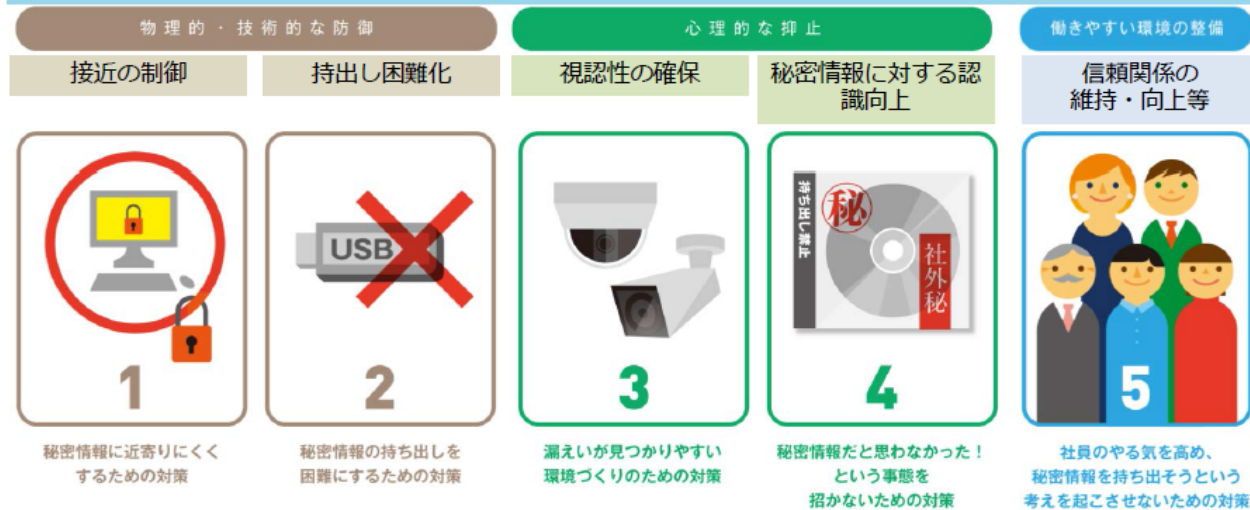 物理的・技術的な防御
心理的な抑止
働きやすい環境の整備
接近の制御
持出し困難化
視認性の確保
秘密情報に対する認
識向上
信頼関係の
維持・向上等
USB
持ち出し禁止
秘
社外秘
1
2
3
4
5
秘密情報に近寄りにくく
するための対策
秘密情報の持ち出しを
困難にするための対策
漏えいが見つかりやすい
環境づくりのための対策
秘密情報だと思わなかった！
という事態を
招かないための対策
社員のやる気を高め、
秘密情報を持ち出そうという
考えを起こさせないための対策